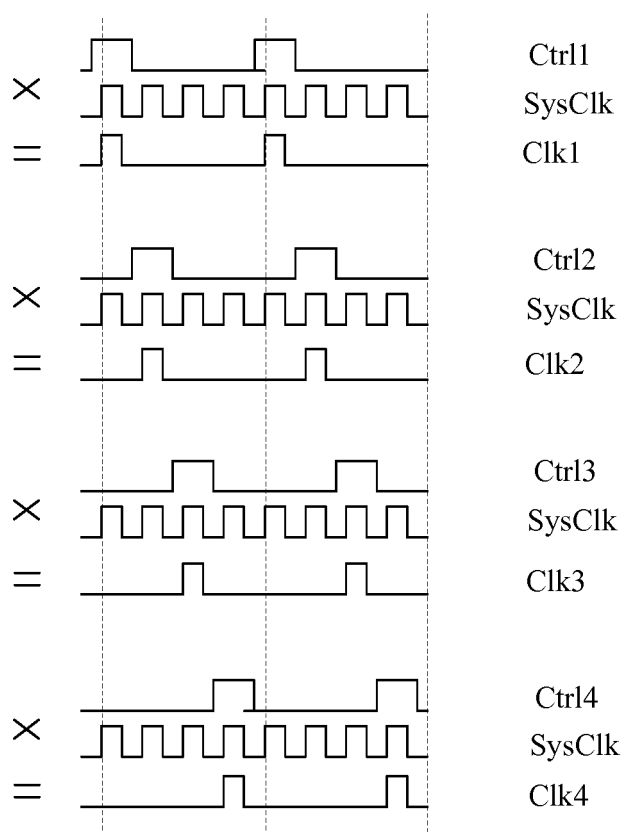 Ctrl1
× SysClk
= Clk1
Ctrl2
× SysClk
= Clk2
Ctrl3
× SysClk
= Clk3
Ctrl4
× SysClk
= Clk4